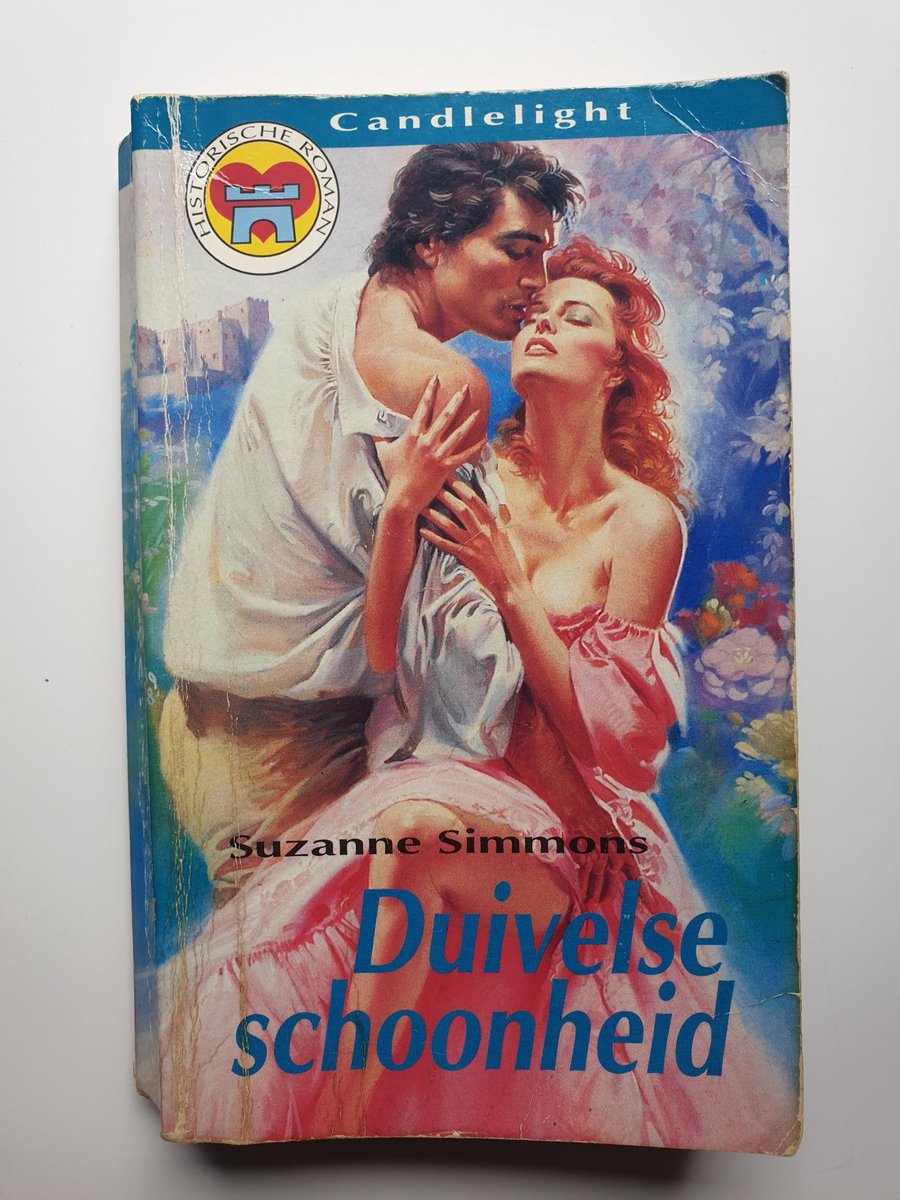 Candlelight
HISTORISCHE ROMAN
Suzanne Simmons
Duivelse
schoonheid